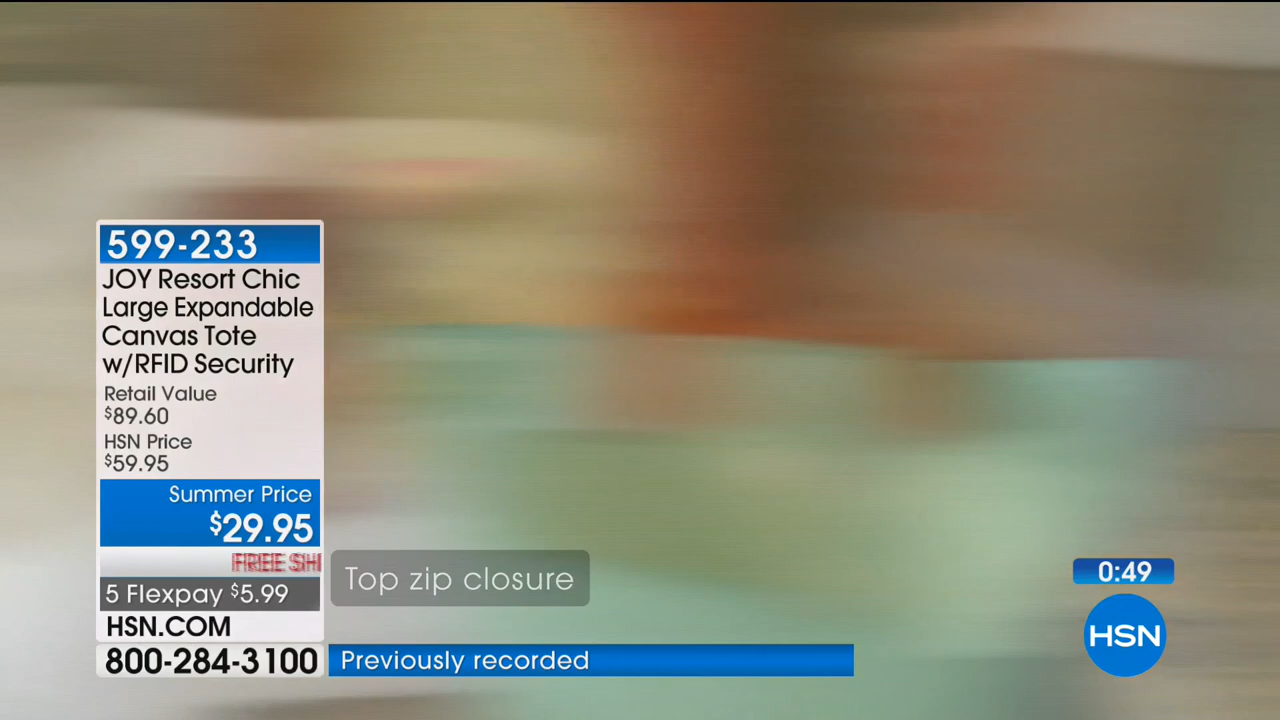 599-233
JOY Resort Chic
Large Expandable
Canvas Tote
w/RFID Security
Retail Value
$89.60
HSN Price
$59.95
Summer Price
$29.95
FREE SH
5 Flexpay $5.99
HSN.COM
800-284-3100
Top zip closure
Previously recorded
0:49
HSN